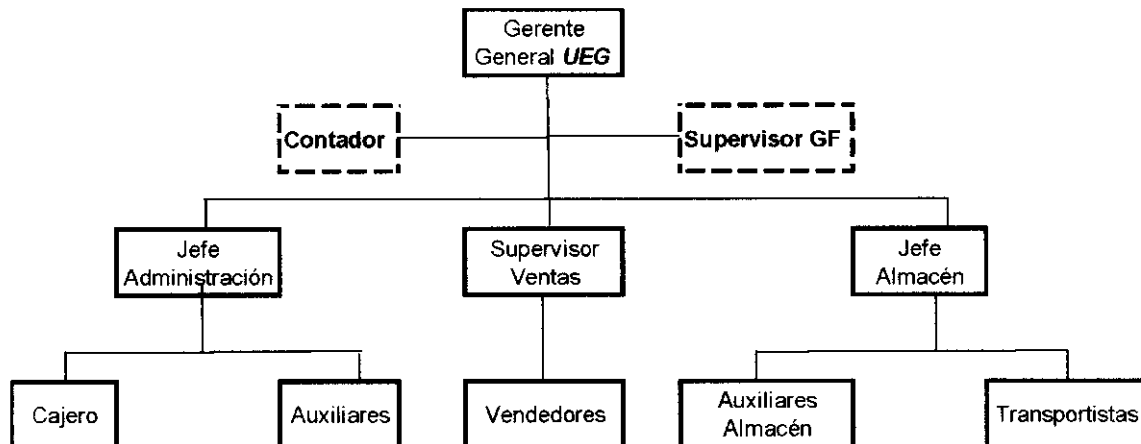 Gerente
General UEG
Contador
Supervisor GF
Jefe
Administración
Supervisor
Ventas
Jefe
Almacén
Cajero
Auxiliares
Vendedores
Auxiliares
Almacén
Transportistas